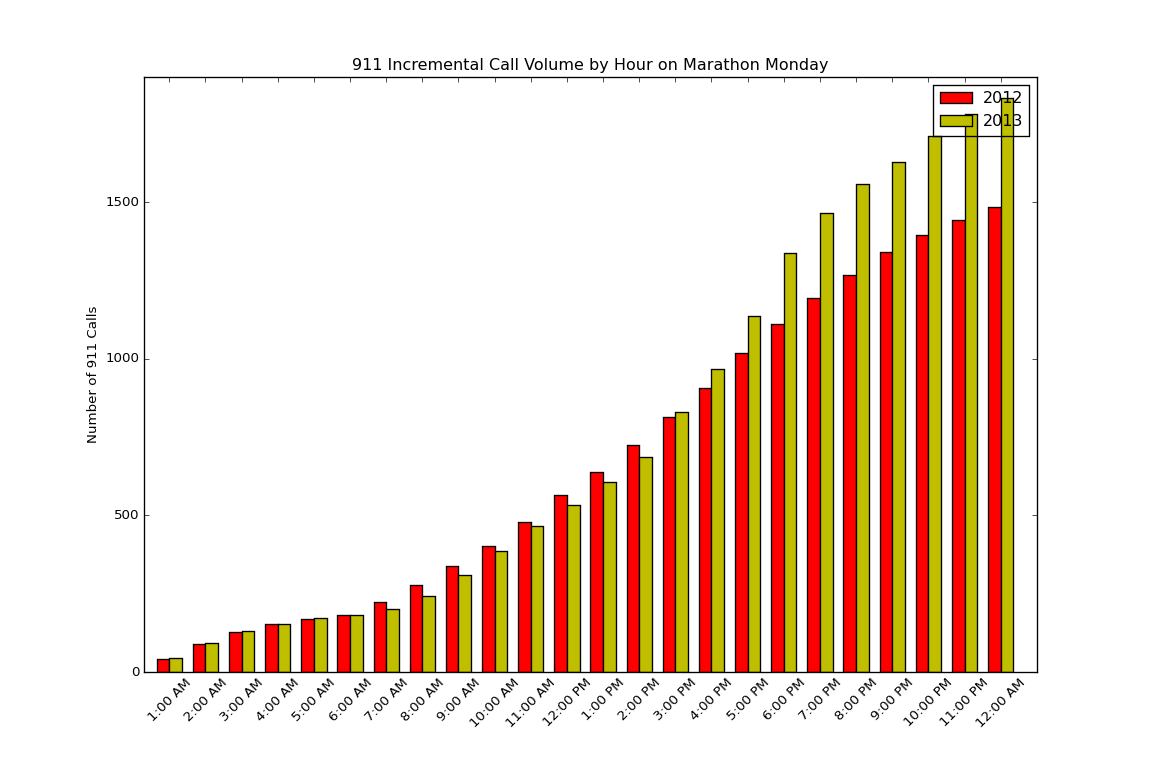 911 Incremental Call Volume by Hour on Marathon Monday
2012
2013
1500
1000
500
0
Number of 911 Calls
1:00 AM
2:00 AM
3:00 AM
4:00 AM
5:00 AM
6:00 AM
7:00 AM
8:00 AM
9:00 AM
10:00 AM
11:00 AM
12:00 PM
1:00 PM
2:00 PM
3:00 PM
4:00 PM
5:00 PM
6:00 PM
7:00 PM
8:00 PM
9:00 PM
10:00 PM
11:00 PM
12:00 AM